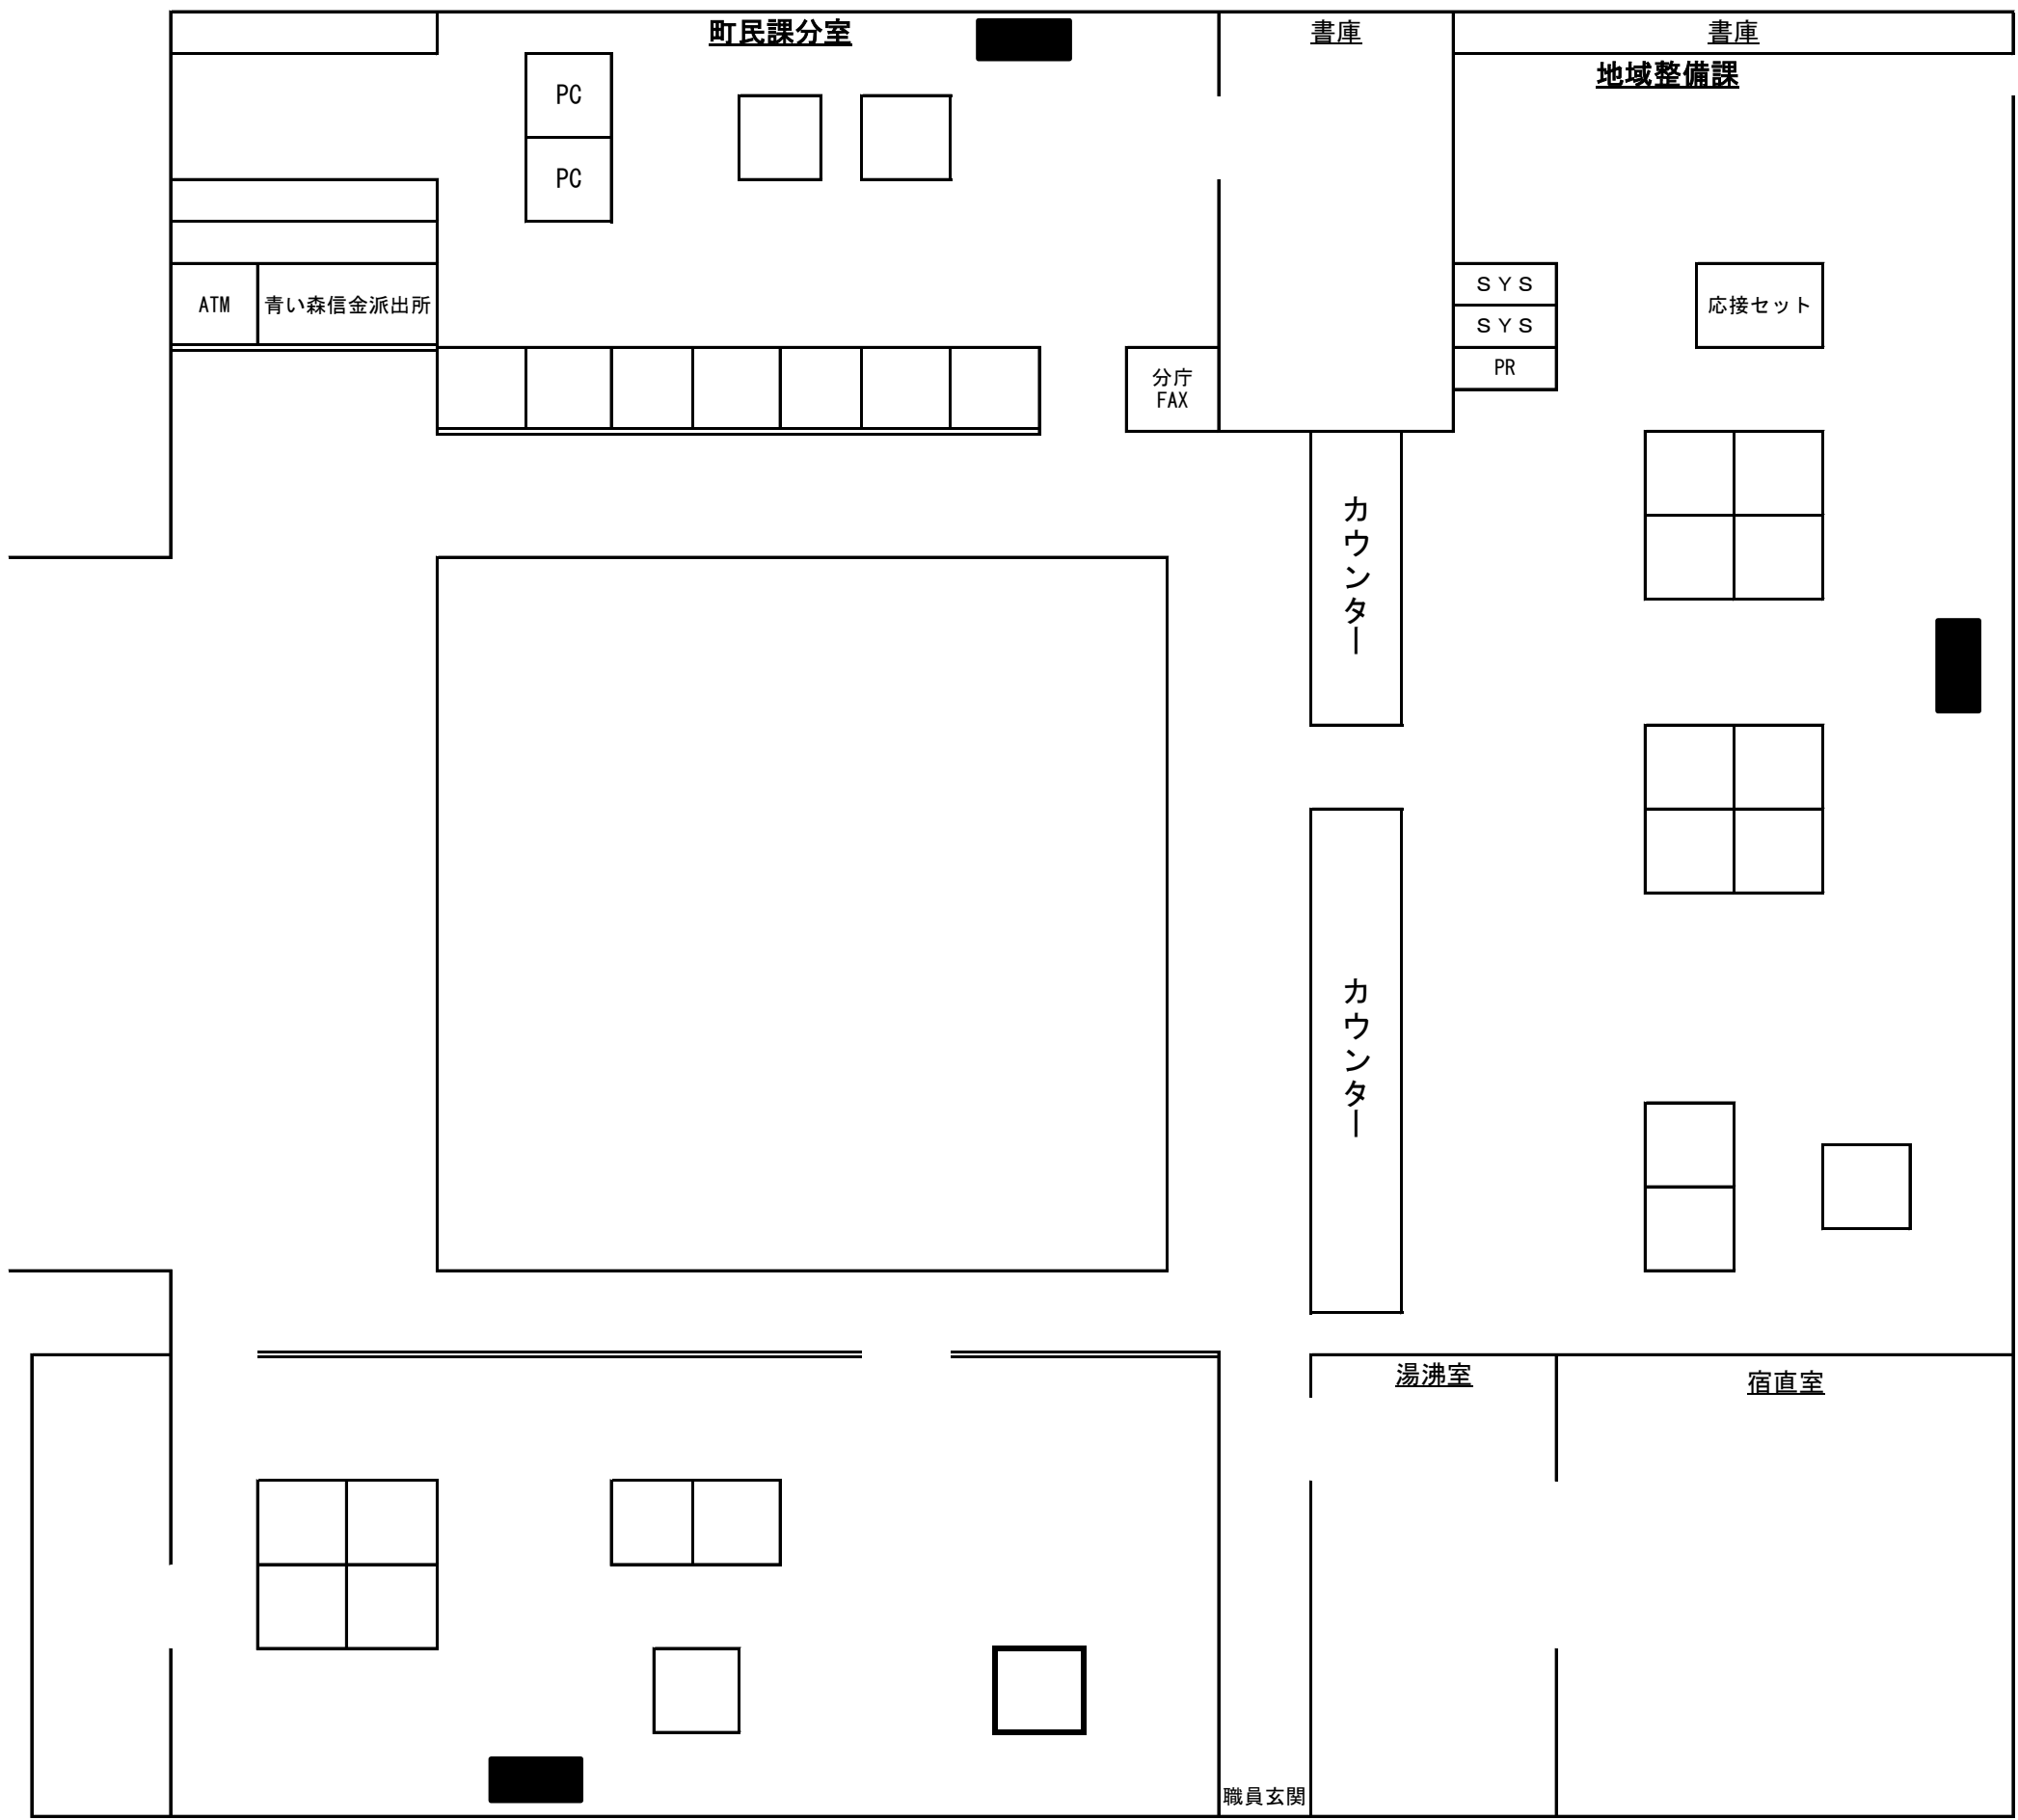 町民課分室
書庫
書庫
地域整備課
PC
PC
ATM
青い森信金派出所
ＳＹＳ
ＳＹＳ
PR
応接セット
分庁
FAX
カウンター
カウンター
湯沸室
宿直室
職員玄関